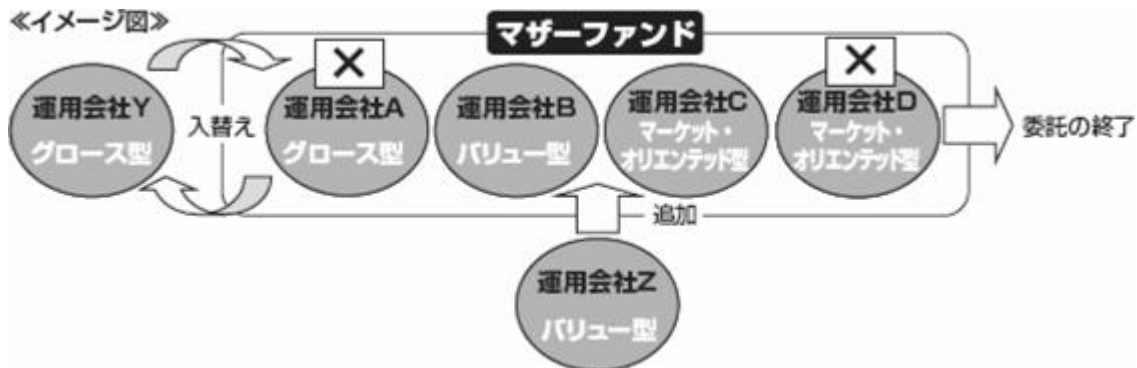 ≪イメージ図≫
マザーファンド
×
×
運用会社Y
グロース型
入替え
運用会社A
グロース型
運用会社B
バリュー型
運用会社C
マーケット・
オリエンテッド型
運用会社D
マーケット・
オリエンテッド型
委託の終了
追加
運用会社Z
バリュー型